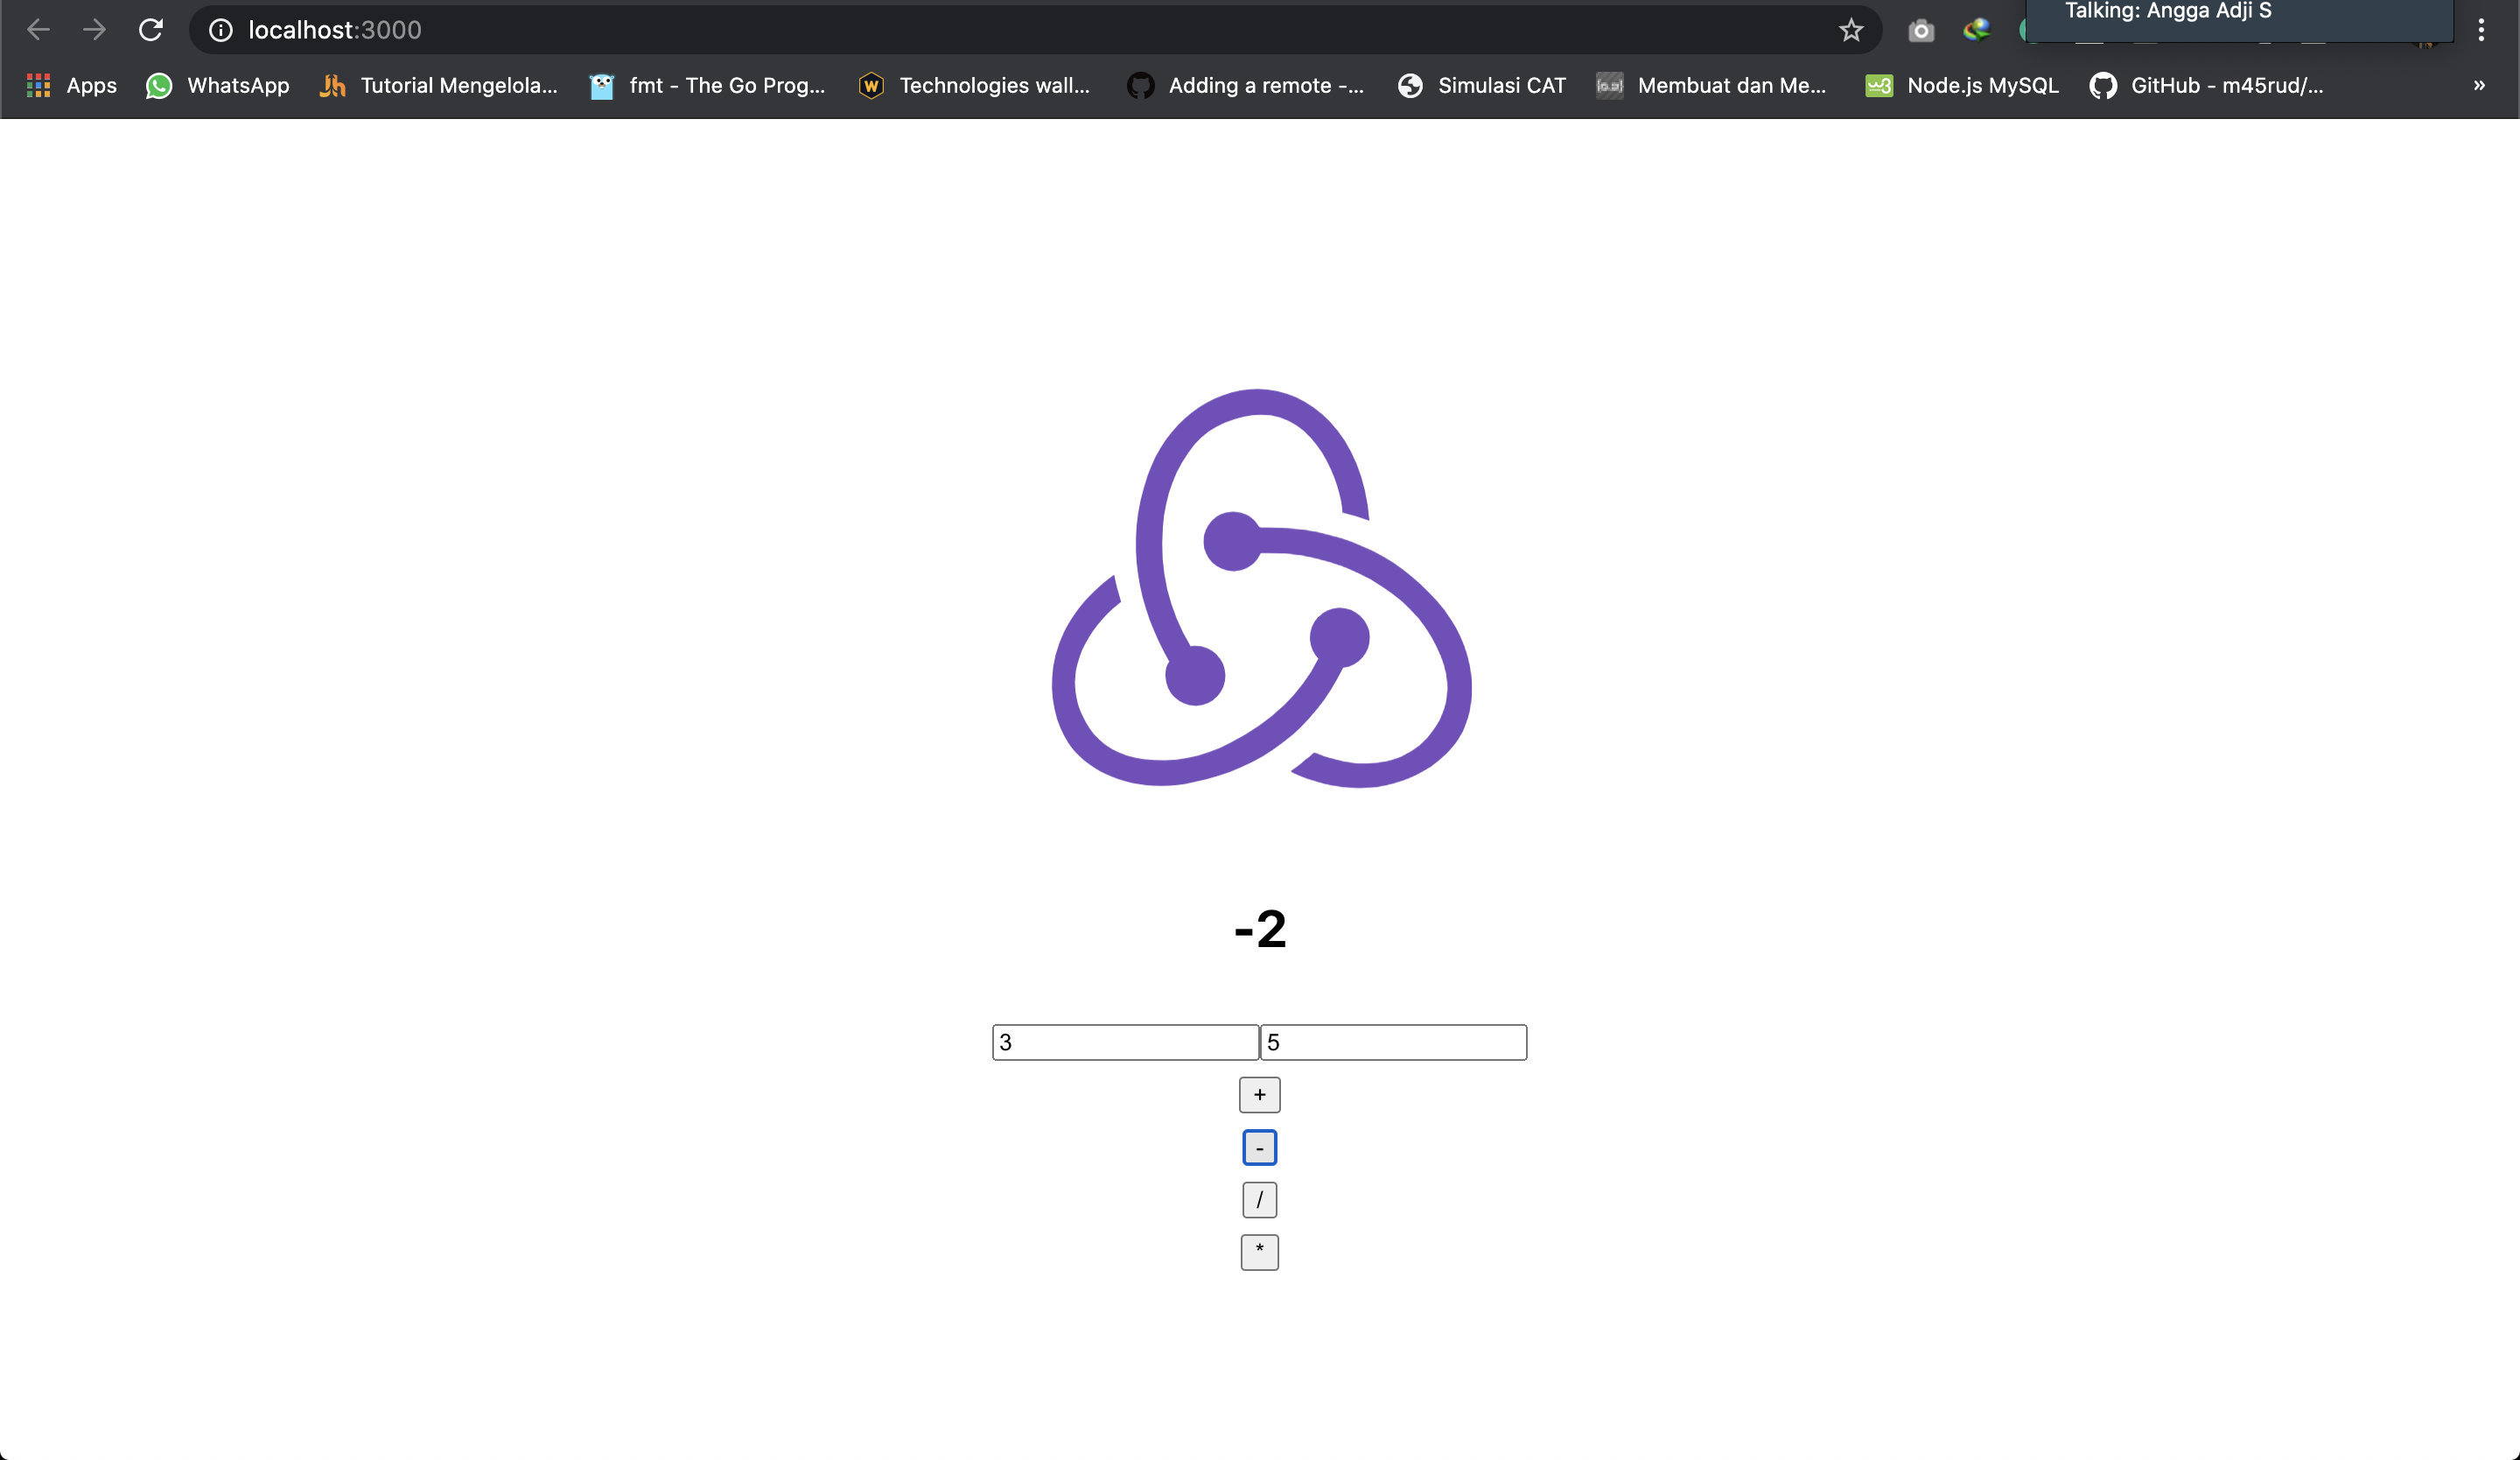 Talking: Angga Adji S
localhost:3000
Apps WhatsApp Tutorial Mengelola... fmt - The Go Prog... Technologies wall... Adding a remote -... Simulasi CAT Membuat dan Me... Node.js MySQL GitHub - m45rud/... »
-2
3 5
+
-
/
*